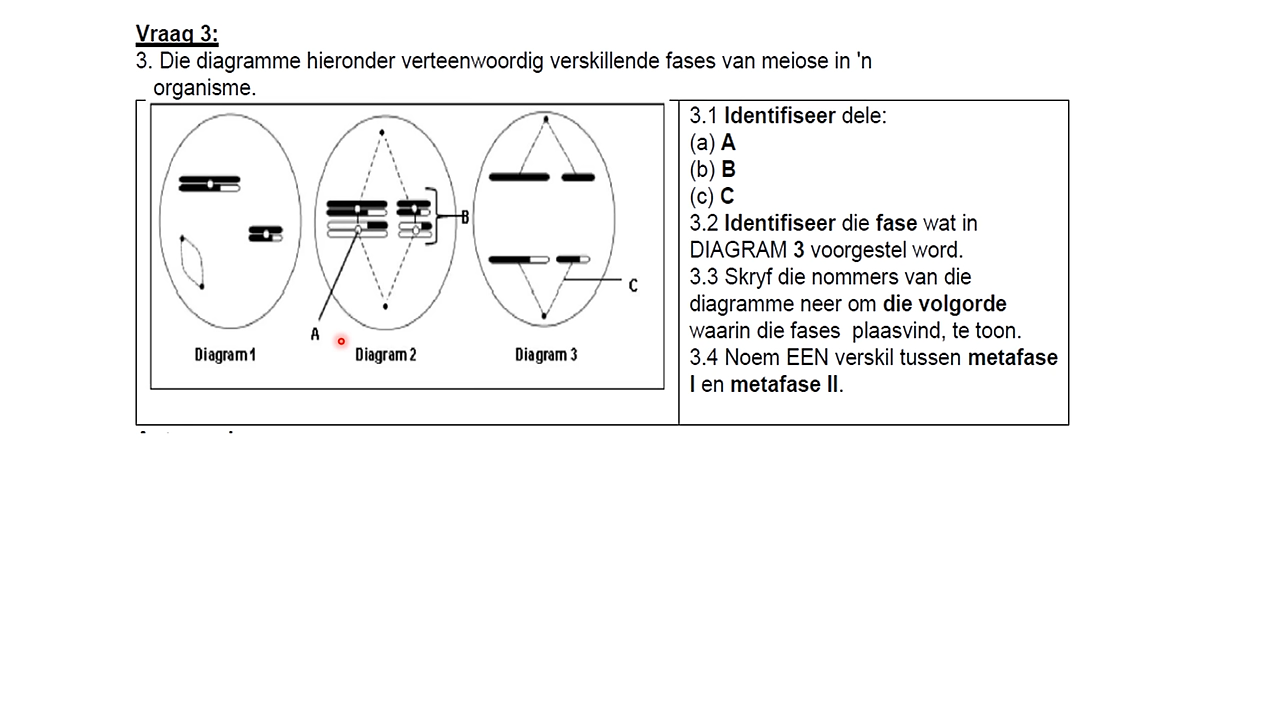 Vraag 3:
3. Die diagramme hieronder verteenwoordig verskillende fases van meiose in 'n
organisme.
3.1 Identifiseer dele:
(a) A
(b) B
(c) C
3.2 Identifiseer die fase wat in
DIAGRAM 3 voorgestel word.
3.3 Skryf die nommers van die
diagramme neer om die volgorde
waarin die fases plaasvind, te toon.
3.4 Noem EEN verskil tussen metafase
I en metafase II.
B
C
A
Diagram 1
Diagram 2
Diagram 3